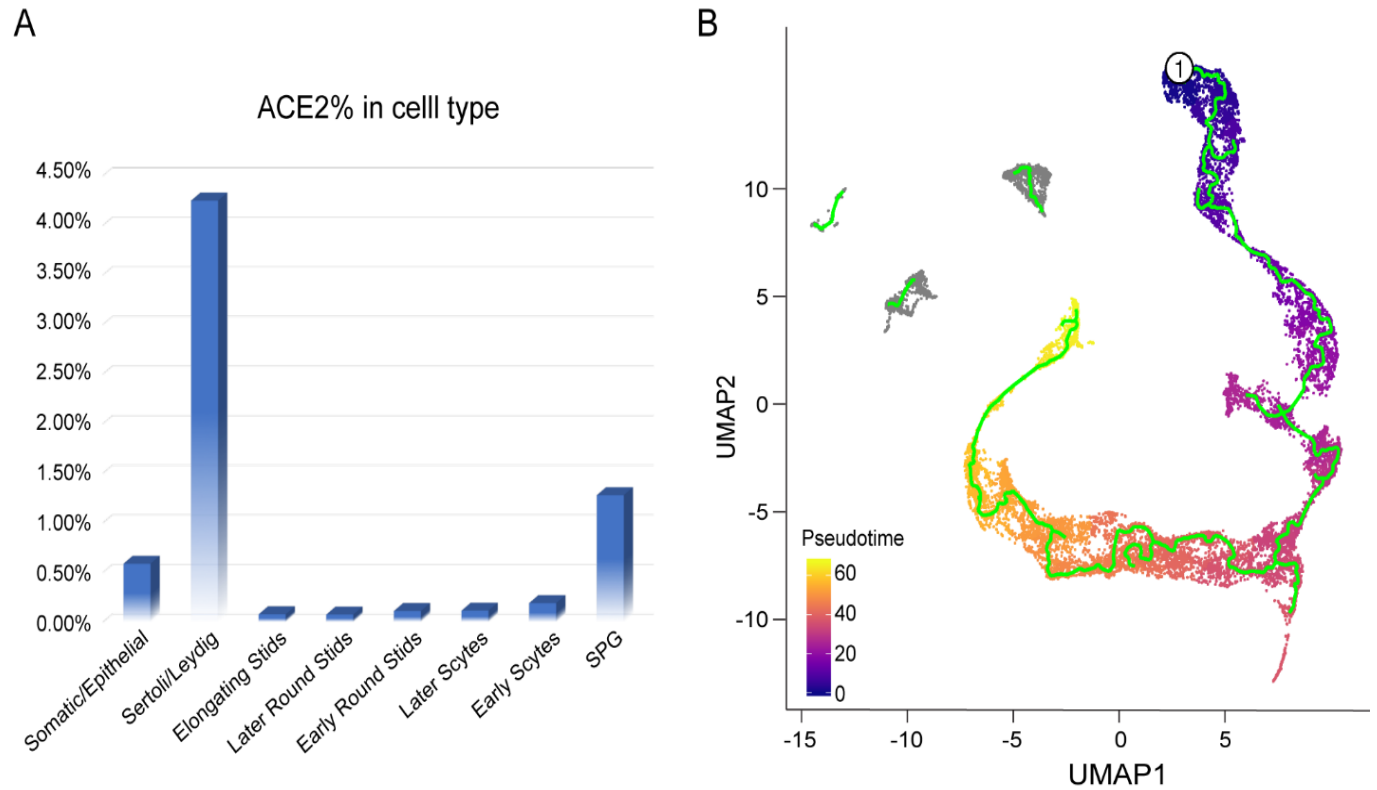 A
ACE2% in celll type
4.50%
4.00%
3.50%
3.00%
2.50%
2.00%
1.50%
1.00%
0.50%
0.00%
Somatic/Epithelial
Sertoli/Leydig
Elongating Stids
Later Round Stids
Early Round Stids
Later Scytes
Early Scytes
SPG
B
1
10
5
0
-5
-10
UMAP2
Pseudotime
60
40
20
0
-15
-10
-5
0
5
UMAP1